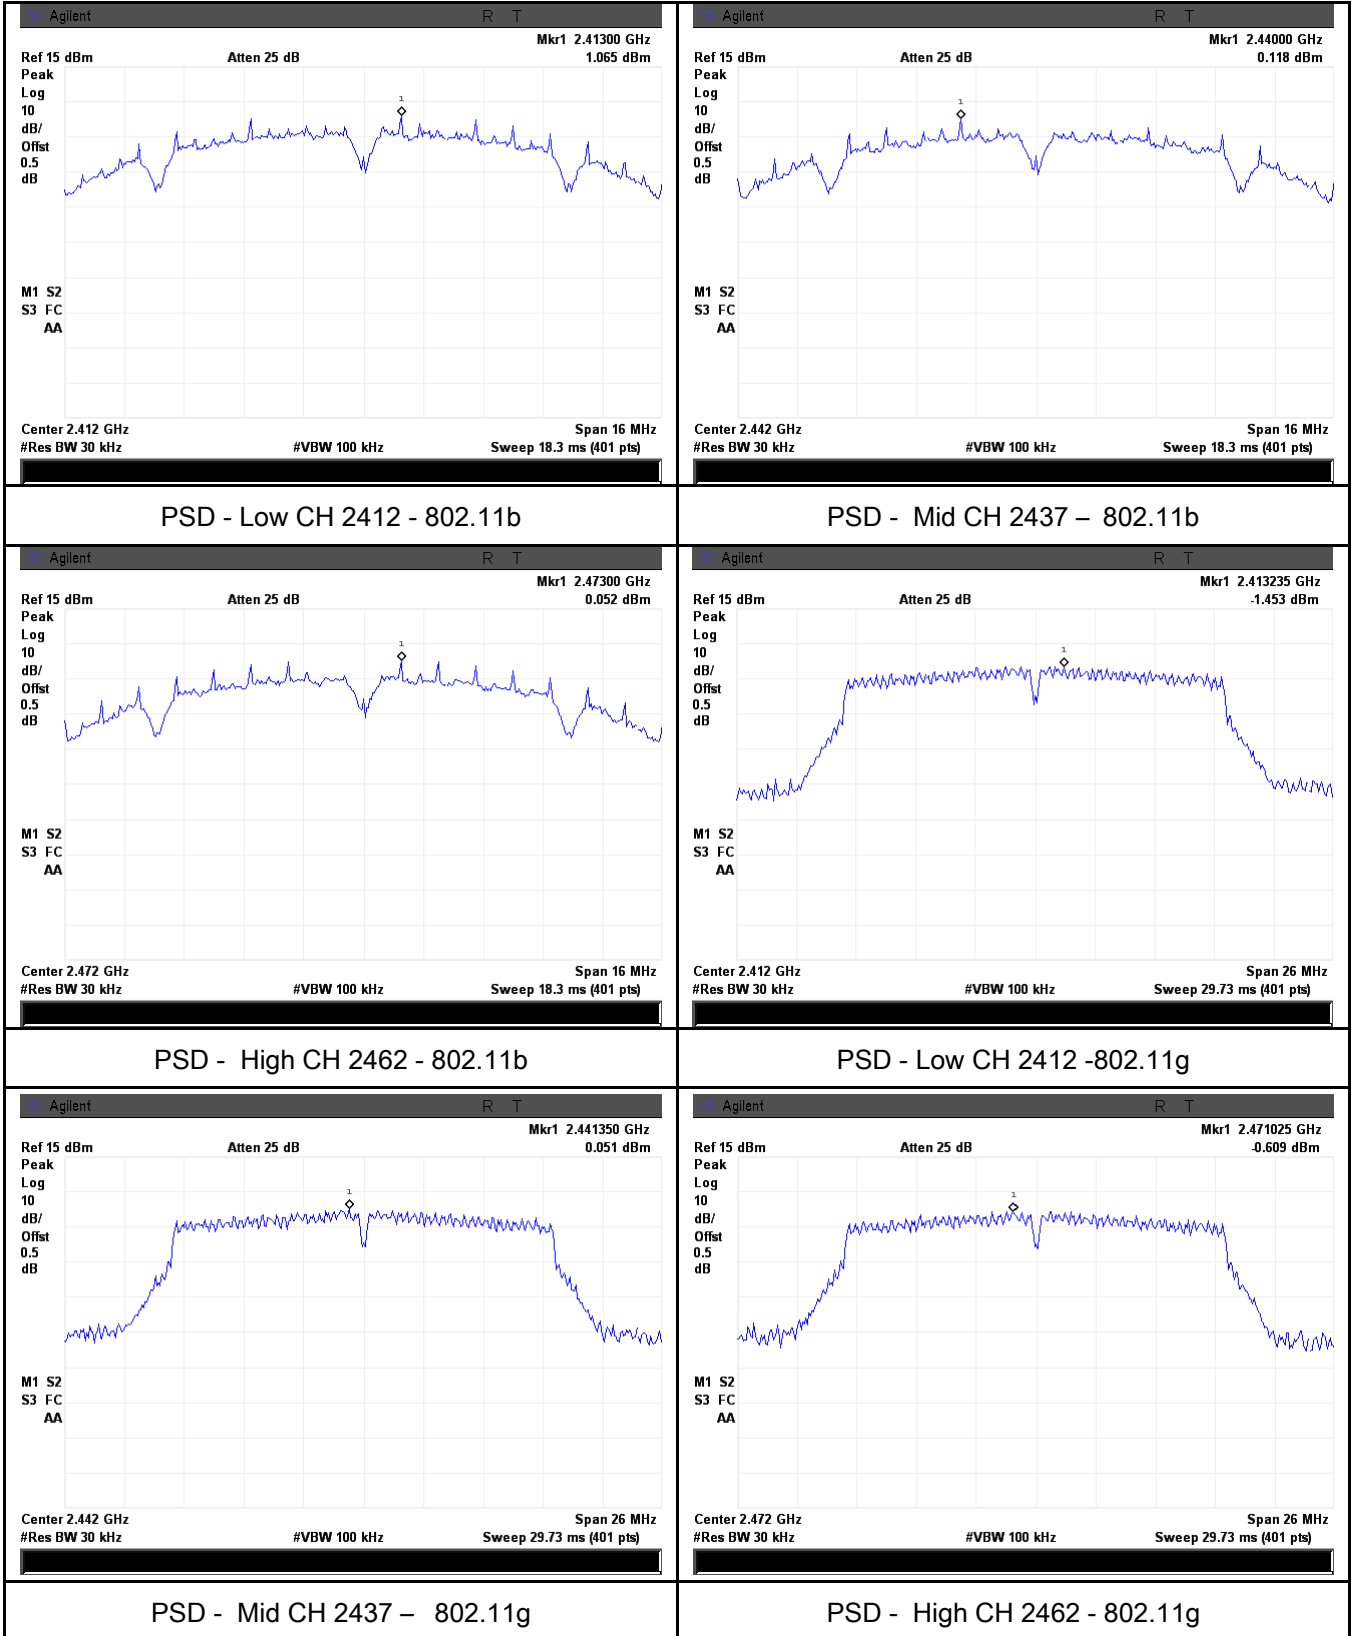 Agilent R T
Mkr1 2.41300 GHz
Ref 15 dBm Atten 25 dB 1.065 dBm
Peak
Log
10
dB/
Offst
0.5
dB
1
M1 S2
S3 FC
AA
Center 2.412 GHz Span 16 MHz
#Res BW 30 kHz #VBW 100 kHz Sweep 18.3 ms (401 pts)
PSD - Low CH 2412 - 802.11b
Agilent R T
Mkr1 2.44000 GHz
Ref 15 dBm Atten 25 dB 0.118 dBm
Peak
Log
10
dB/
Offst
0.5
dB
1
M1 S2
S3 FC
AA
Center 2.442 GHz Span 16 MHz
#Res BW 30 kHz #VBW 100 kHz Sweep 18.3 ms (401 pts)
PSD - Mid CH 2437 – 802.11b
Agilent R T
Mkr1 2.47300 GHz
Ref 15 dBm Atten 25 dB 0.052 dBm
Peak
Log
10
dB/
Offst
0.5
dB
1
M1 S2
S3 FC
AA
Center 2.472 GHz Span 16 MHz
#Res BW 30 kHz #VBW 100 kHz Sweep 18.3 ms (401 pts)
PSD - High CH 2462 - 802.11b
Agilent R T
Mkr1 2.413235 GHz
Ref 15 dBm Atten 25 dB -1.453 dBm
Peak
Log
10
dB/
Offst
0.5
dB
1
M1 S2
S3 FC
AA
Center 2.412 GHz Span 26 MHz
#Res BW 30 kHz #VBW 100 kHz Sweep 29.73 ms (401 pts)
PSD - Low CH 2412 -802.11g
Agilent R T
Mkr1 2.441350 GHz
Ref 15 dBm Atten 25 dB 0.051 dBm
Peak
Log
10
dB/
Offst
0.5
dB
1
M1 S2
S3 FC
AA
Center 2.442 GHz Span 26 MHz
#Res BW 30 kHz #VBW 100 kHz Sweep 29.73 ms (401 pts)
PSD - Mid CH 2437 – 802.11g
Agilent R T
Mkr1 2.471025 GHz
Ref 15 dBm Atten 25 dB -0.609 dBm
Peak
Log
10
dB/
Offst
0.5
dB
1
M1 S2
S3 FC
AA
Center 2.472 GHz Span 26 MHz
#Res BW 30 kHz #VBW 100 kHz Sweep 29.73 ms (401 pts)
PSD - High CH 2462 - 802.11g